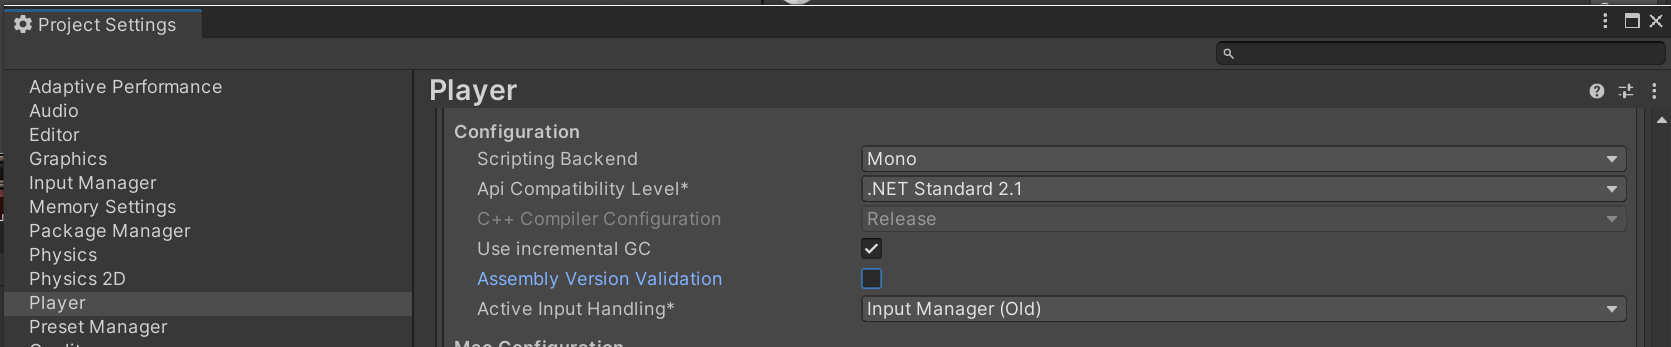 Project Settings
Adaptive Performance
Audio
Editor
Graphics
Input Manager
Memory Settings
Package Manager
Physics
Physics 2D
Player
Preset Manager
Player
Configuration
Scripting Backend
Mono
Api Compatibility Level*
.NET Standard 2.1
C++ Compiler Configuration
Release
Use incremental GC
Assembly Version Validation
Active Input Handling*
Input Manager (Old)
Mac Configuration